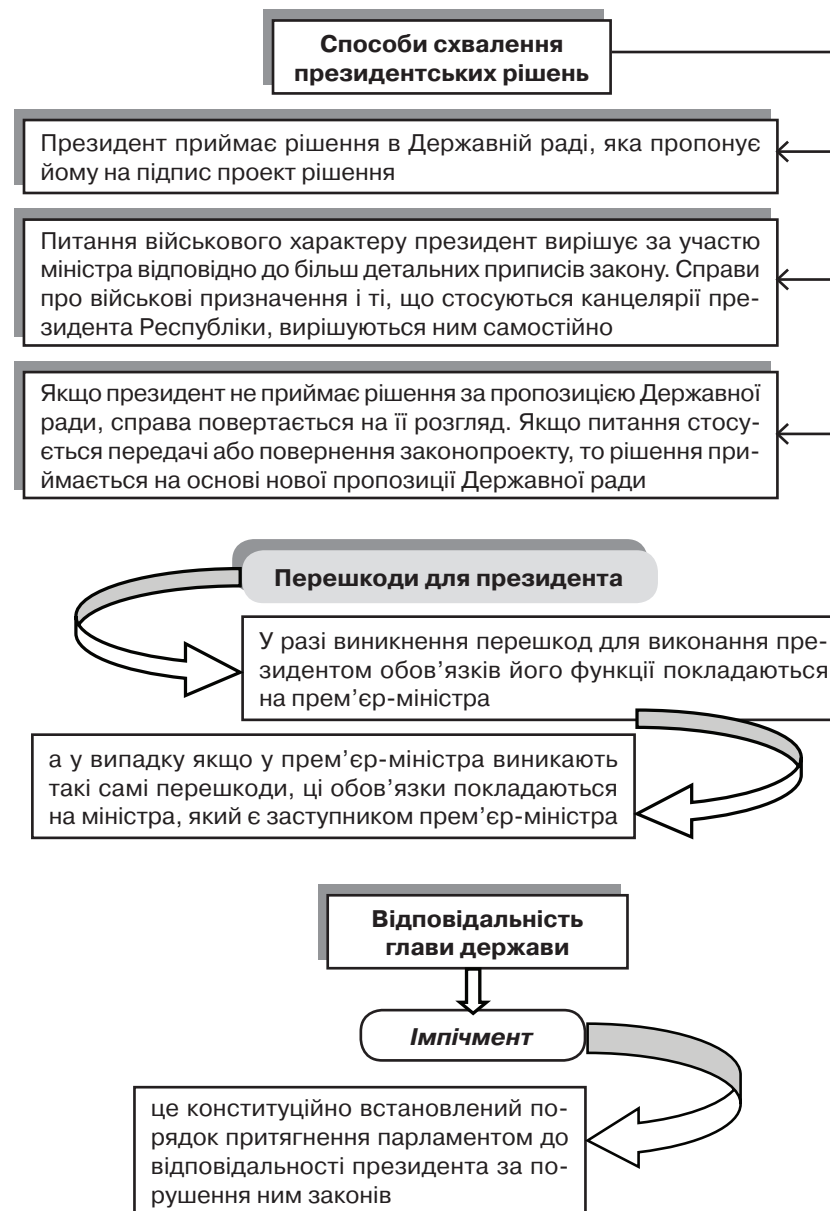 Способи схвалення
президентських рішень
Президент приймає рішення в Державній раді, яка пропонує
йому на підпис проект рішення
Питання військового характеру президент вирішує за участю
міністра відповідно до більш детальних приписів закону. Справи
про військові призначення і ті, що стосуються канцелярії пре-
зидента Республіки, вирішуються ним самостійно
Якщо президент не приймає рішення за пропозицією Державної
ради, справа повертається на її розгляд. Якщо питання стосу-
ється передачі або повернення законопроекту, то рішення при-
ймається на основі нової пропозиції Державної ради
Перешкоди для президента
У разі виникнення перешкод для виконання пре-
зидентом обов’язків його функції покладаються
на прем’єр-міністра
а у випадку якщо у прем’єр-міністра виникають
такі самі перешкоди, ці обов’язки покладаються
на міністра, який є заступником прем’єр-міністра
Відповідальність
глави держави
Імпічмент
це конституційно встановлений по-
рядок притягнення парламентом до
відповідальності президента за по-
рушення ним законів